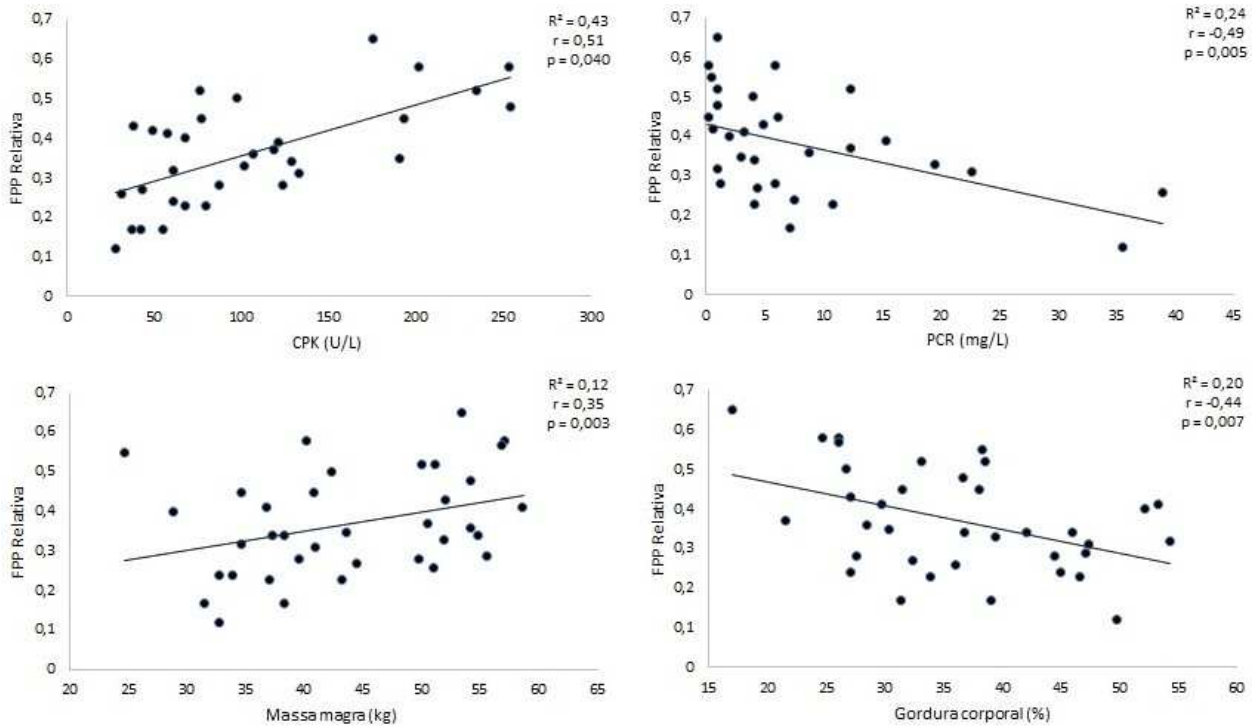 0,7
0,6
0,5
0,4
0,3
0,2
0,1
0
FPP Relativa
R² = 0,43
r = 0,51
p = 0,040
0 50 100 150 200 250 300
CPK (U/L)
0,7
0,6
0,5
0,4
0,3
0,2
0,1
0
FPP Relativa
R² = 0,24
r = -0,49
p = 0,005
0 5 10 15 20 25 30 35 40 45
PCR (mg/L)
0,7
0,6
0,5
0,4
0,3
0,2
0,1
0
FPP Relativa
R² = 0,12
r = 0,35
p = 0,003
20 25 30 35 40 45 50 55 60 65
Massa magra (kg)
0,7
0,6
0,5
0,4
0,3
0,2
0,1
0
FPP Relativa
R² = 0,20
r = -0,44
p = 0,007
15 20 25 30 35 40 45 50 55 60
Gordura corporal (%)